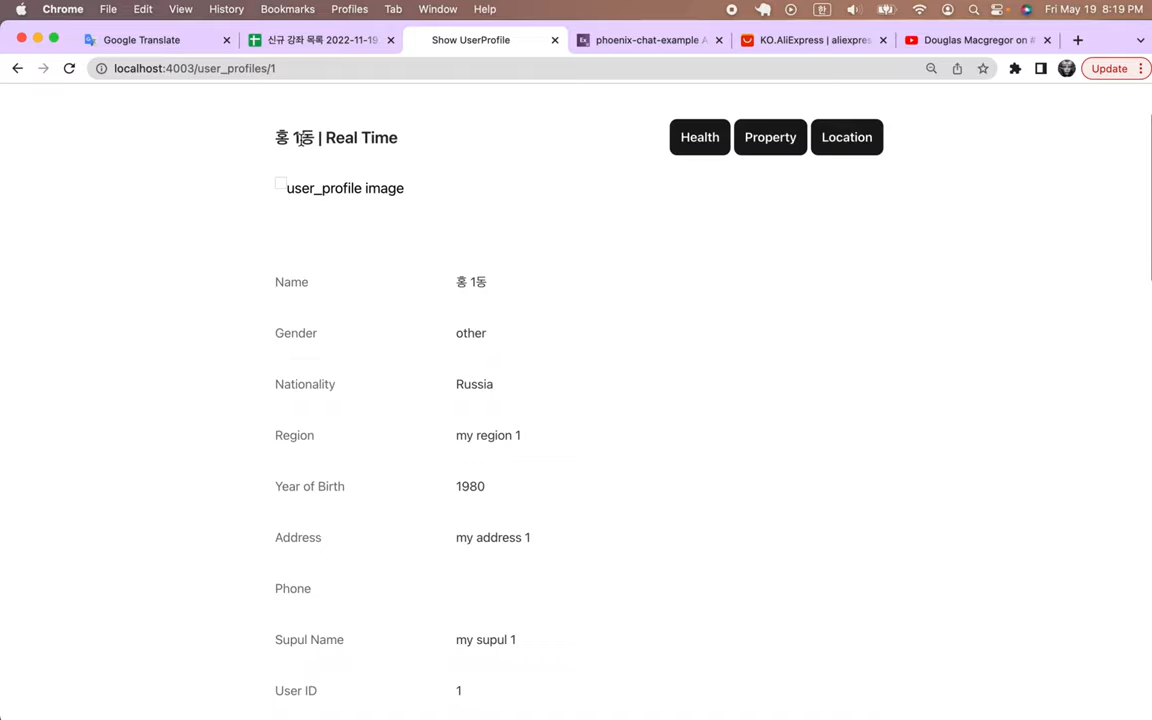 Chrome File Edit View History Bookmarks Profiles Tab Window Help 한 Fri May 19 8:19 PM
Google Translate 신규 강좌 목록 2022-11-19 Show UserProfile Ex phoenix-chat-example KO.AliExpress | aliexpres Douglas Macgregor on
localhost:4003/user_profiles/1 Update
홍 1동 | Real Time Health Property Location
user_profile image
Name 홍 1동
Gender other
Nationality Russia
Region my region 1
Year of Birth 1980
Address my address 1
Phone
Supul Name my supul 1
User ID 1